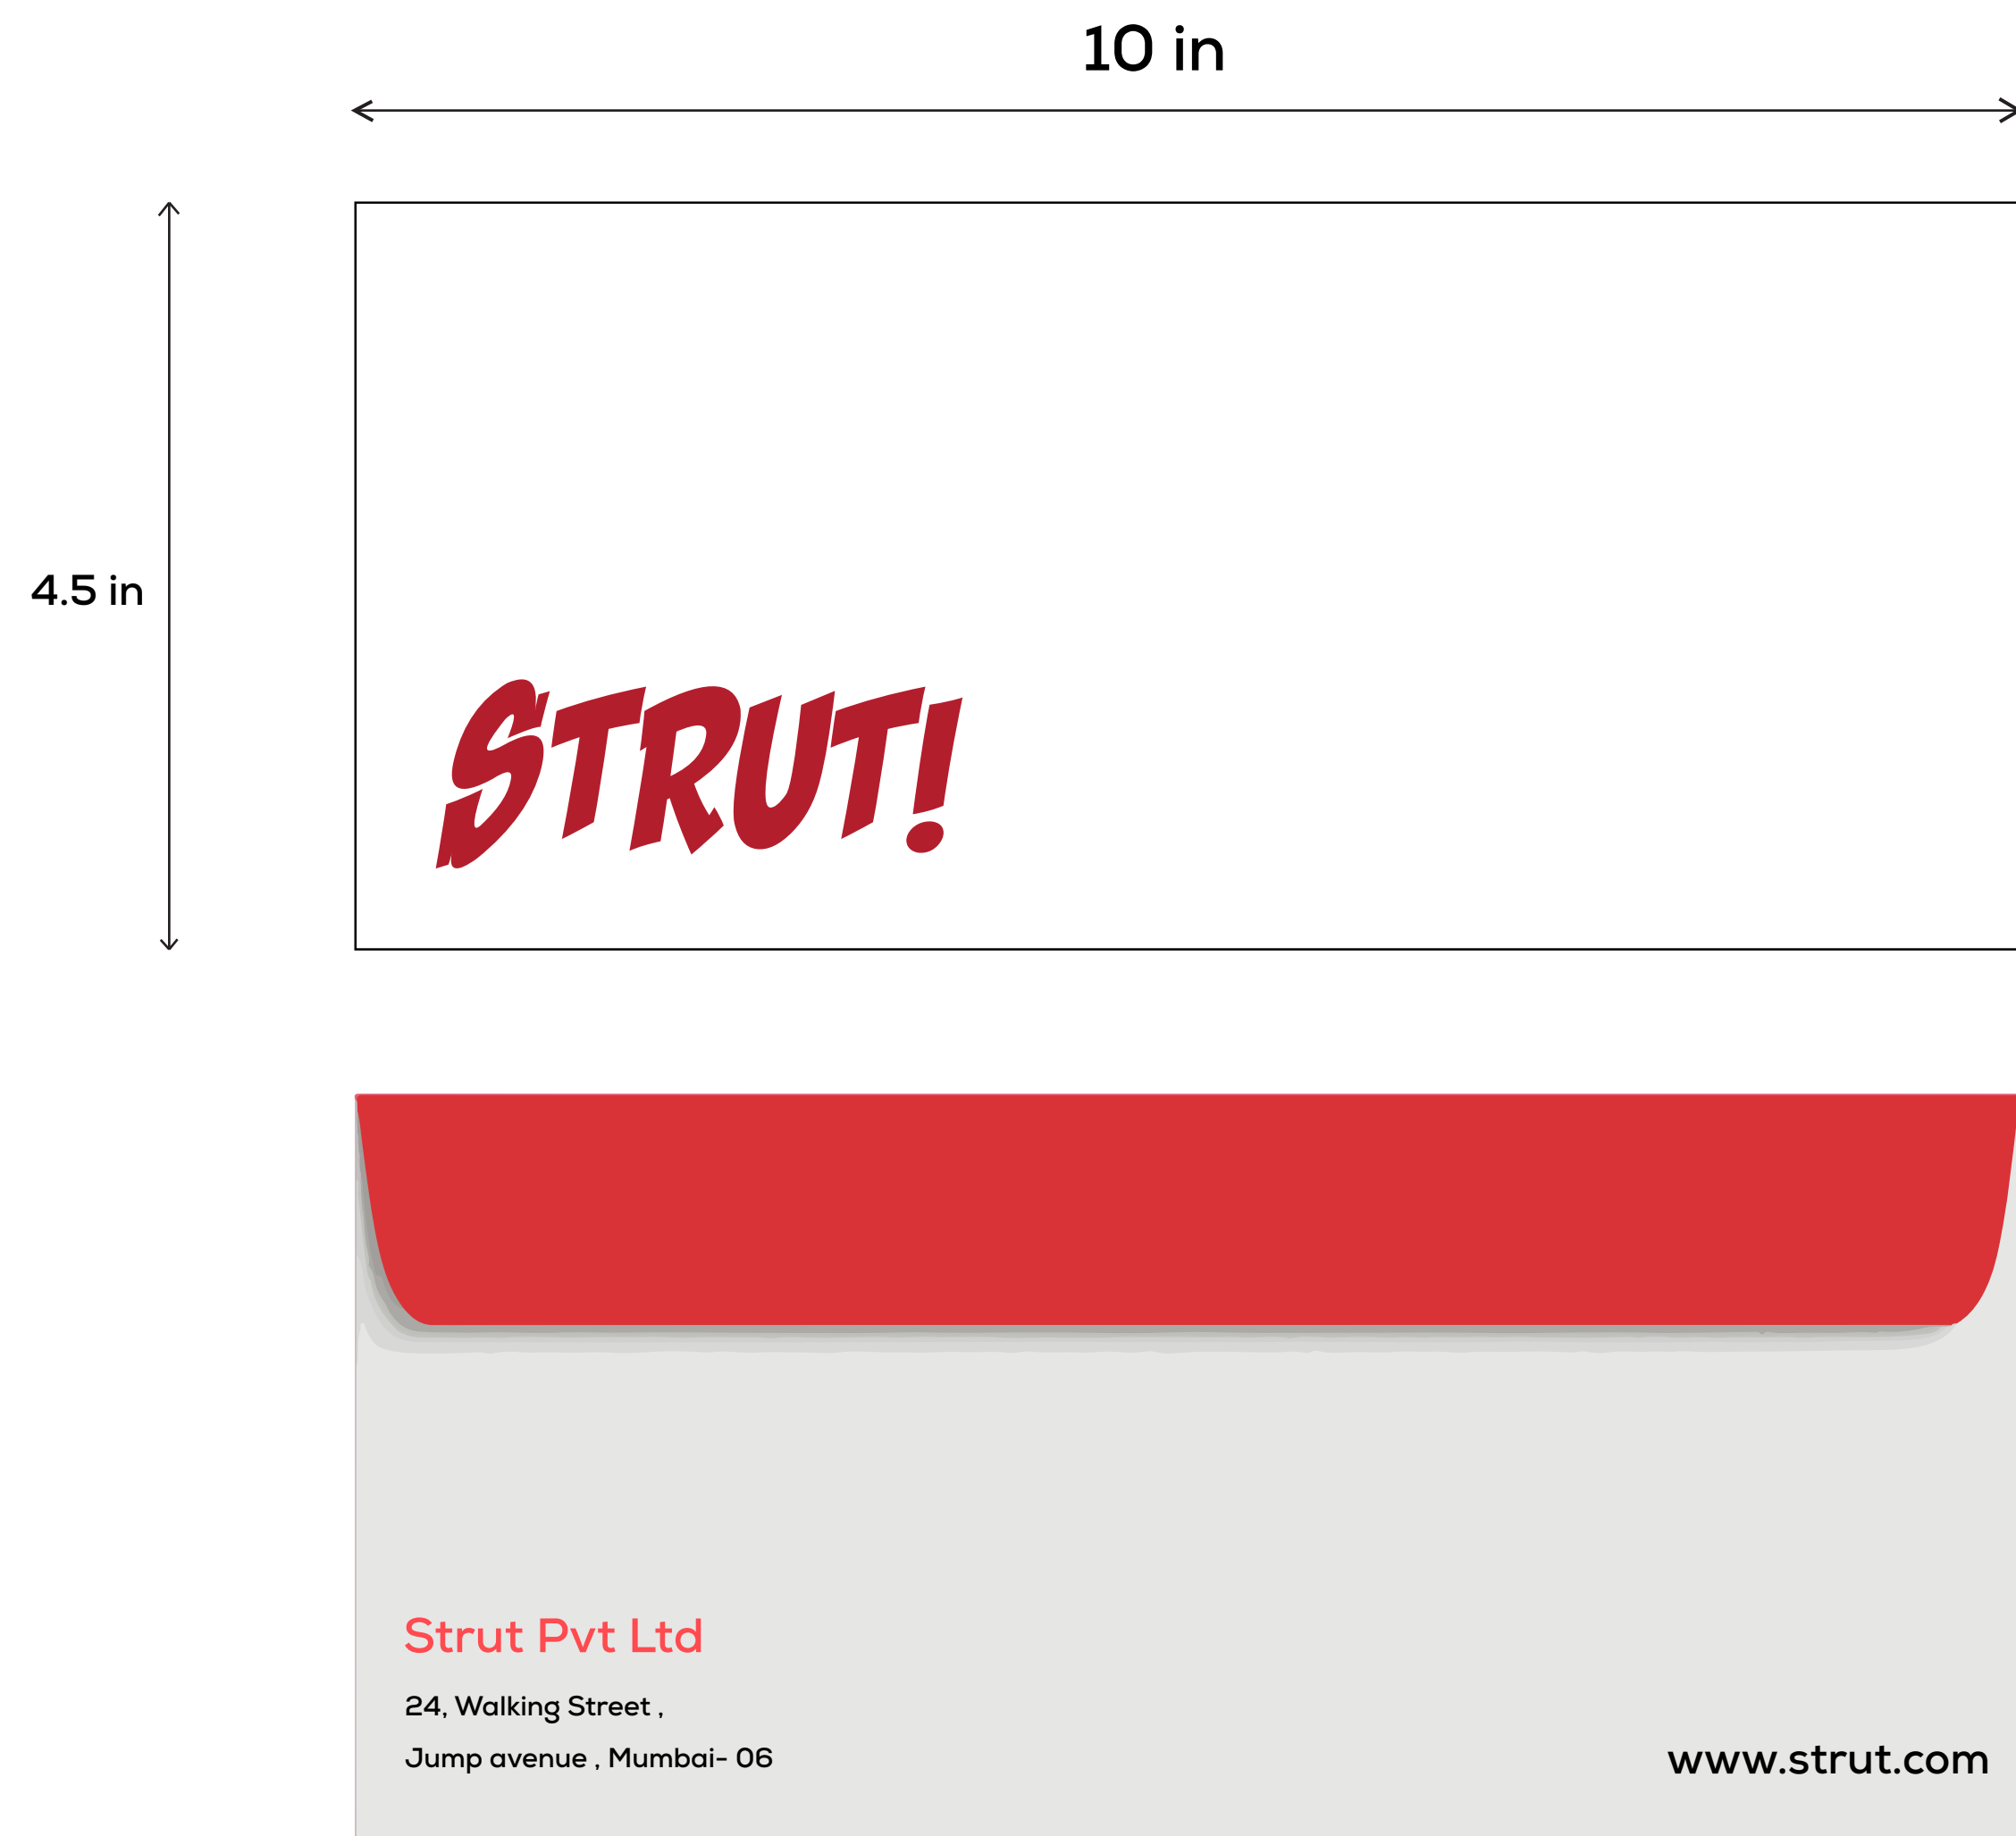 10 in
4.5 in
STRUT!
Strut Pvt Ltd
24, Walking Street ,
Jump avenue , Mumbai- 06
www.strut.com